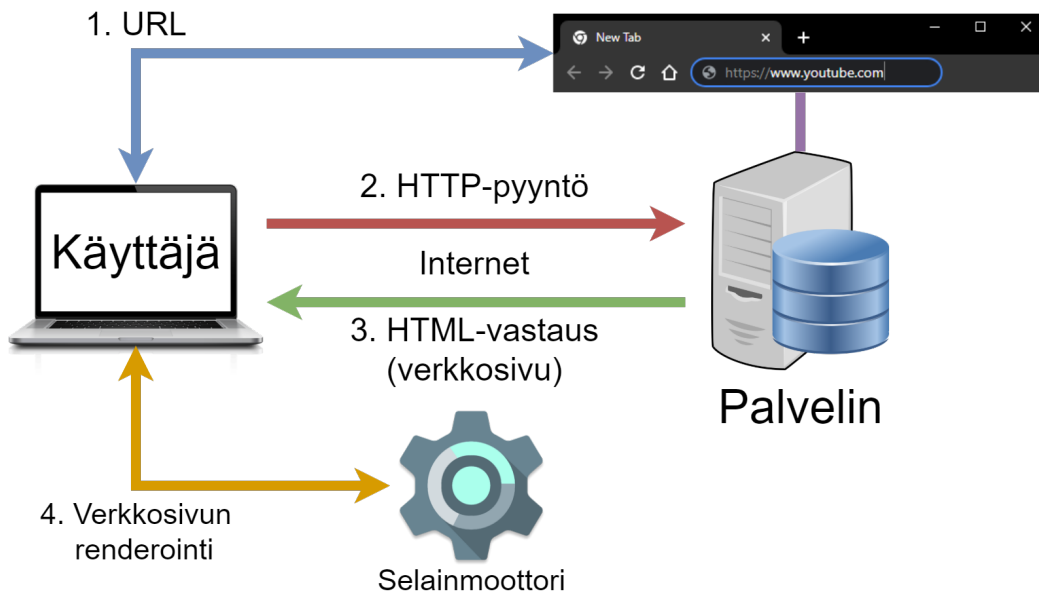 1. URL
New Tab
https://www.youtube.com
2. HTTP-pyyntö
Käyttäjä
Internet
3. HTML-vastaus
(verkkosivu)
Palvelin
4. Verkkosivun
renderointi
Selainmoottori